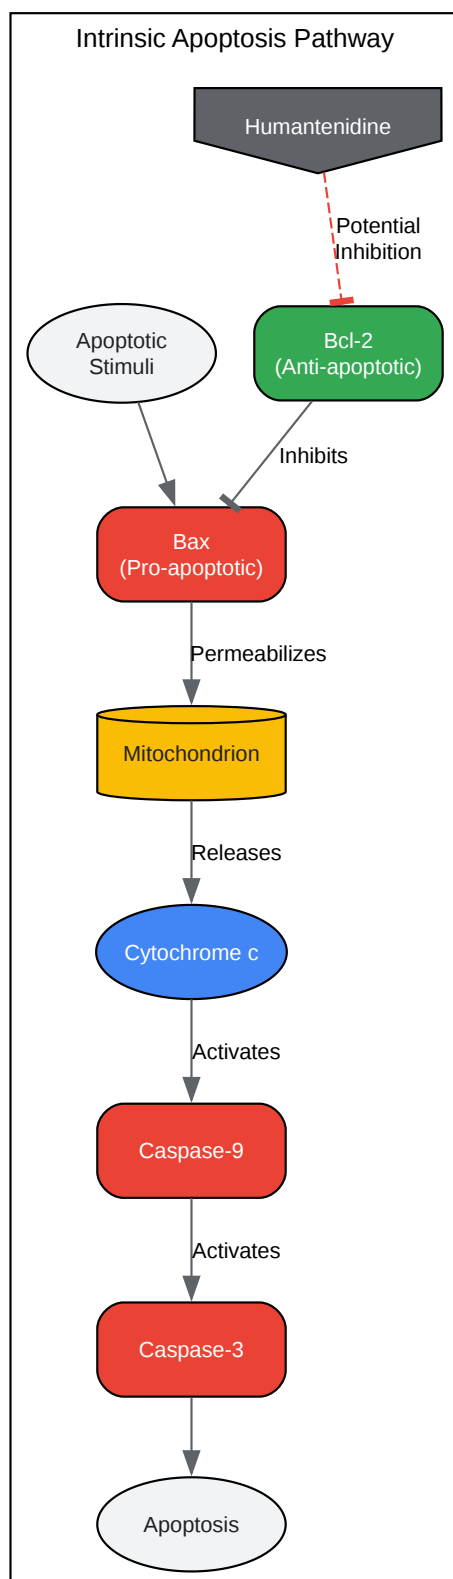 Intrinsic Apoptosis Pathway
Humantenidine
Potential
Inhibition
Apoptotic
Stimuli
Bcl-2
(Anti-apoptotic)
Inhibits
Bax
(Pro-apoptotic)
Permeabilizes
Mitochondrion
Releases
Cytochrome c
Activates
Caspase-9
Activates
Caspase-3
Apoptosis